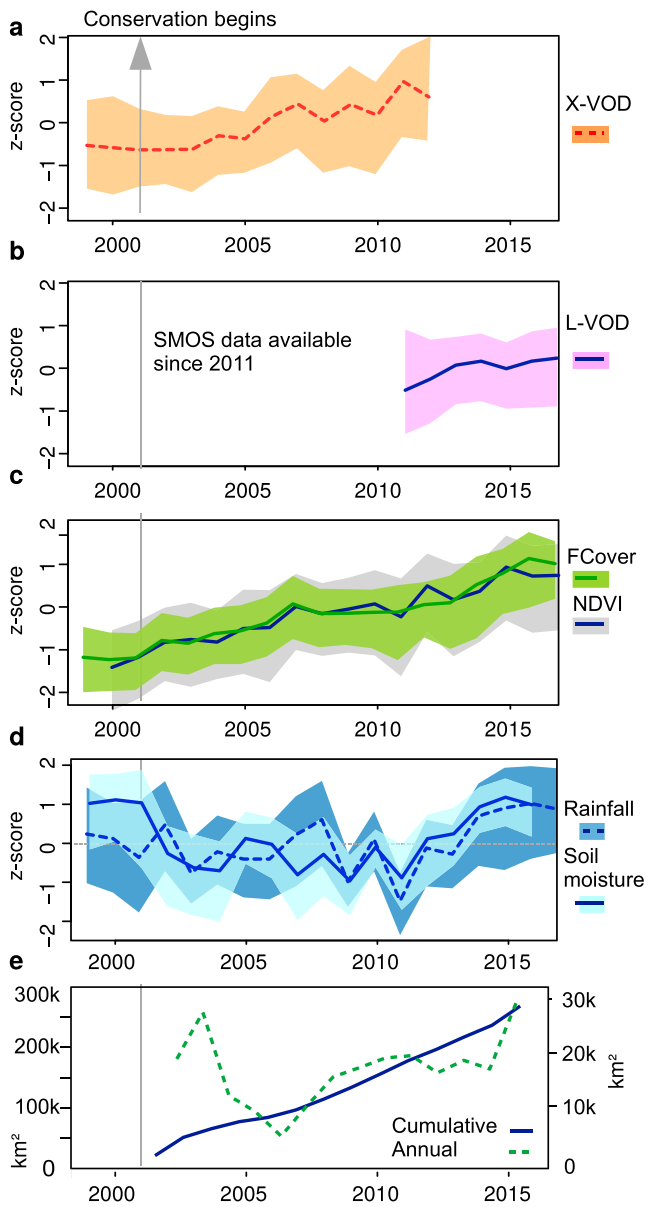 a
Conservation begins
2
1
0
−1
−2
z-score
X-VOD
2000 2005 2010 2015
b
2
1
0
−1
−2
z-score
SMOS data available
since 2011
L-VOD
2000 2005 2010 2015
c
2
1
0
−1
−2
z-score
FCover
NDVI
2000 2005 2010 2015
d
2
1
0
−1
−2
z-score
Rainfall
Soil
moisture
2000 2005 2010 2015
e
300k
200k
100k
0
km²
30k
20k
10k
0
km²
Cumulative
Annual
2000 2005 2010 2015